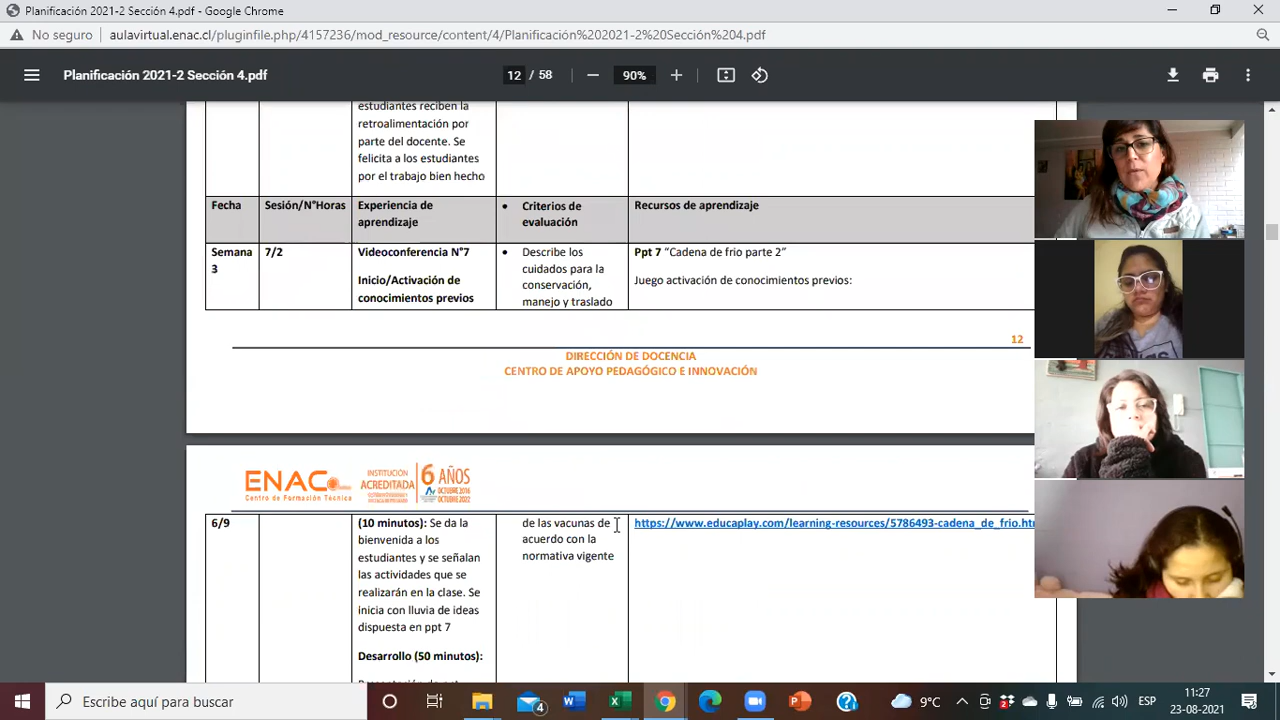 Planificación 2021-2 Sección 4.pdf - Google Chrome
No seguro
aulavirtual.enac.cl/pluginfile.php/4157236/mod_resource/content/4/Planificación%202021-2%20Sección%204.pdf
Planificación 2021-2 Sección 4.pdf
12 / 58
90%
estudiantes reciben la
retroalimentación por
parte del docente. Se
felicita a los estudiantes
por el trabajo bien hecho
Fecha
Sesión/N°Horas
Experiencia de
aprendizaje
• Criterios de
evaluación
Recursos de aprendizaje
Semana
3
7/2
Videoconferencia N°7
Inicio/Activación de
conocimientos previos
• Describe los
cuidados para la
conservación,
manejo y traslado
Ppt 7 “Cadena de frio parte 2”
Juego activación de conocimientos previos:
12
DIRECCIÓN DE DOCENCIA
CENTRO DE APOYO PEDAGÓGICO E INNOVACIÓN
ENAC
Centro de Formación Técnica
INSTITUCIÓN
ACREDITADA
6 AÑOS
OCTUBRE 2016
OCTUBRE 2022
6/9
(10 minutos): Se da la
bienvenida a los
estudiantes y se señalan
las actividades que se
realizarán en la clase. Se
inicia con lluvia de ideas
dispuesta en ppt 7
Desarrollo (50 minutos):
de las vacunas de
acuerdo con la
normativa vigente
https://www.educaplay.com/learning-resources/5786493-cadena_de_frio.htm
Escribe aquí para buscar
4
9°C
ESP
11:27
23-08-2021